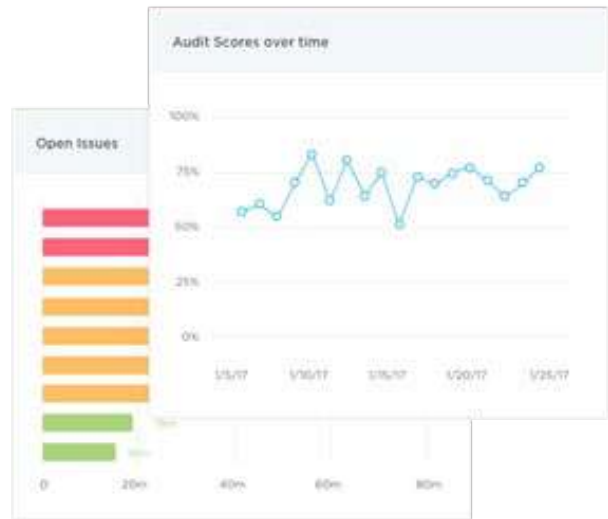 Audit Scores over time
100%
75%
50%
25%
0%
1/5/17 1/10/17 1/15/17 1/20/17 1/25/17
Open Issues
0 20m 40m 60m 80m